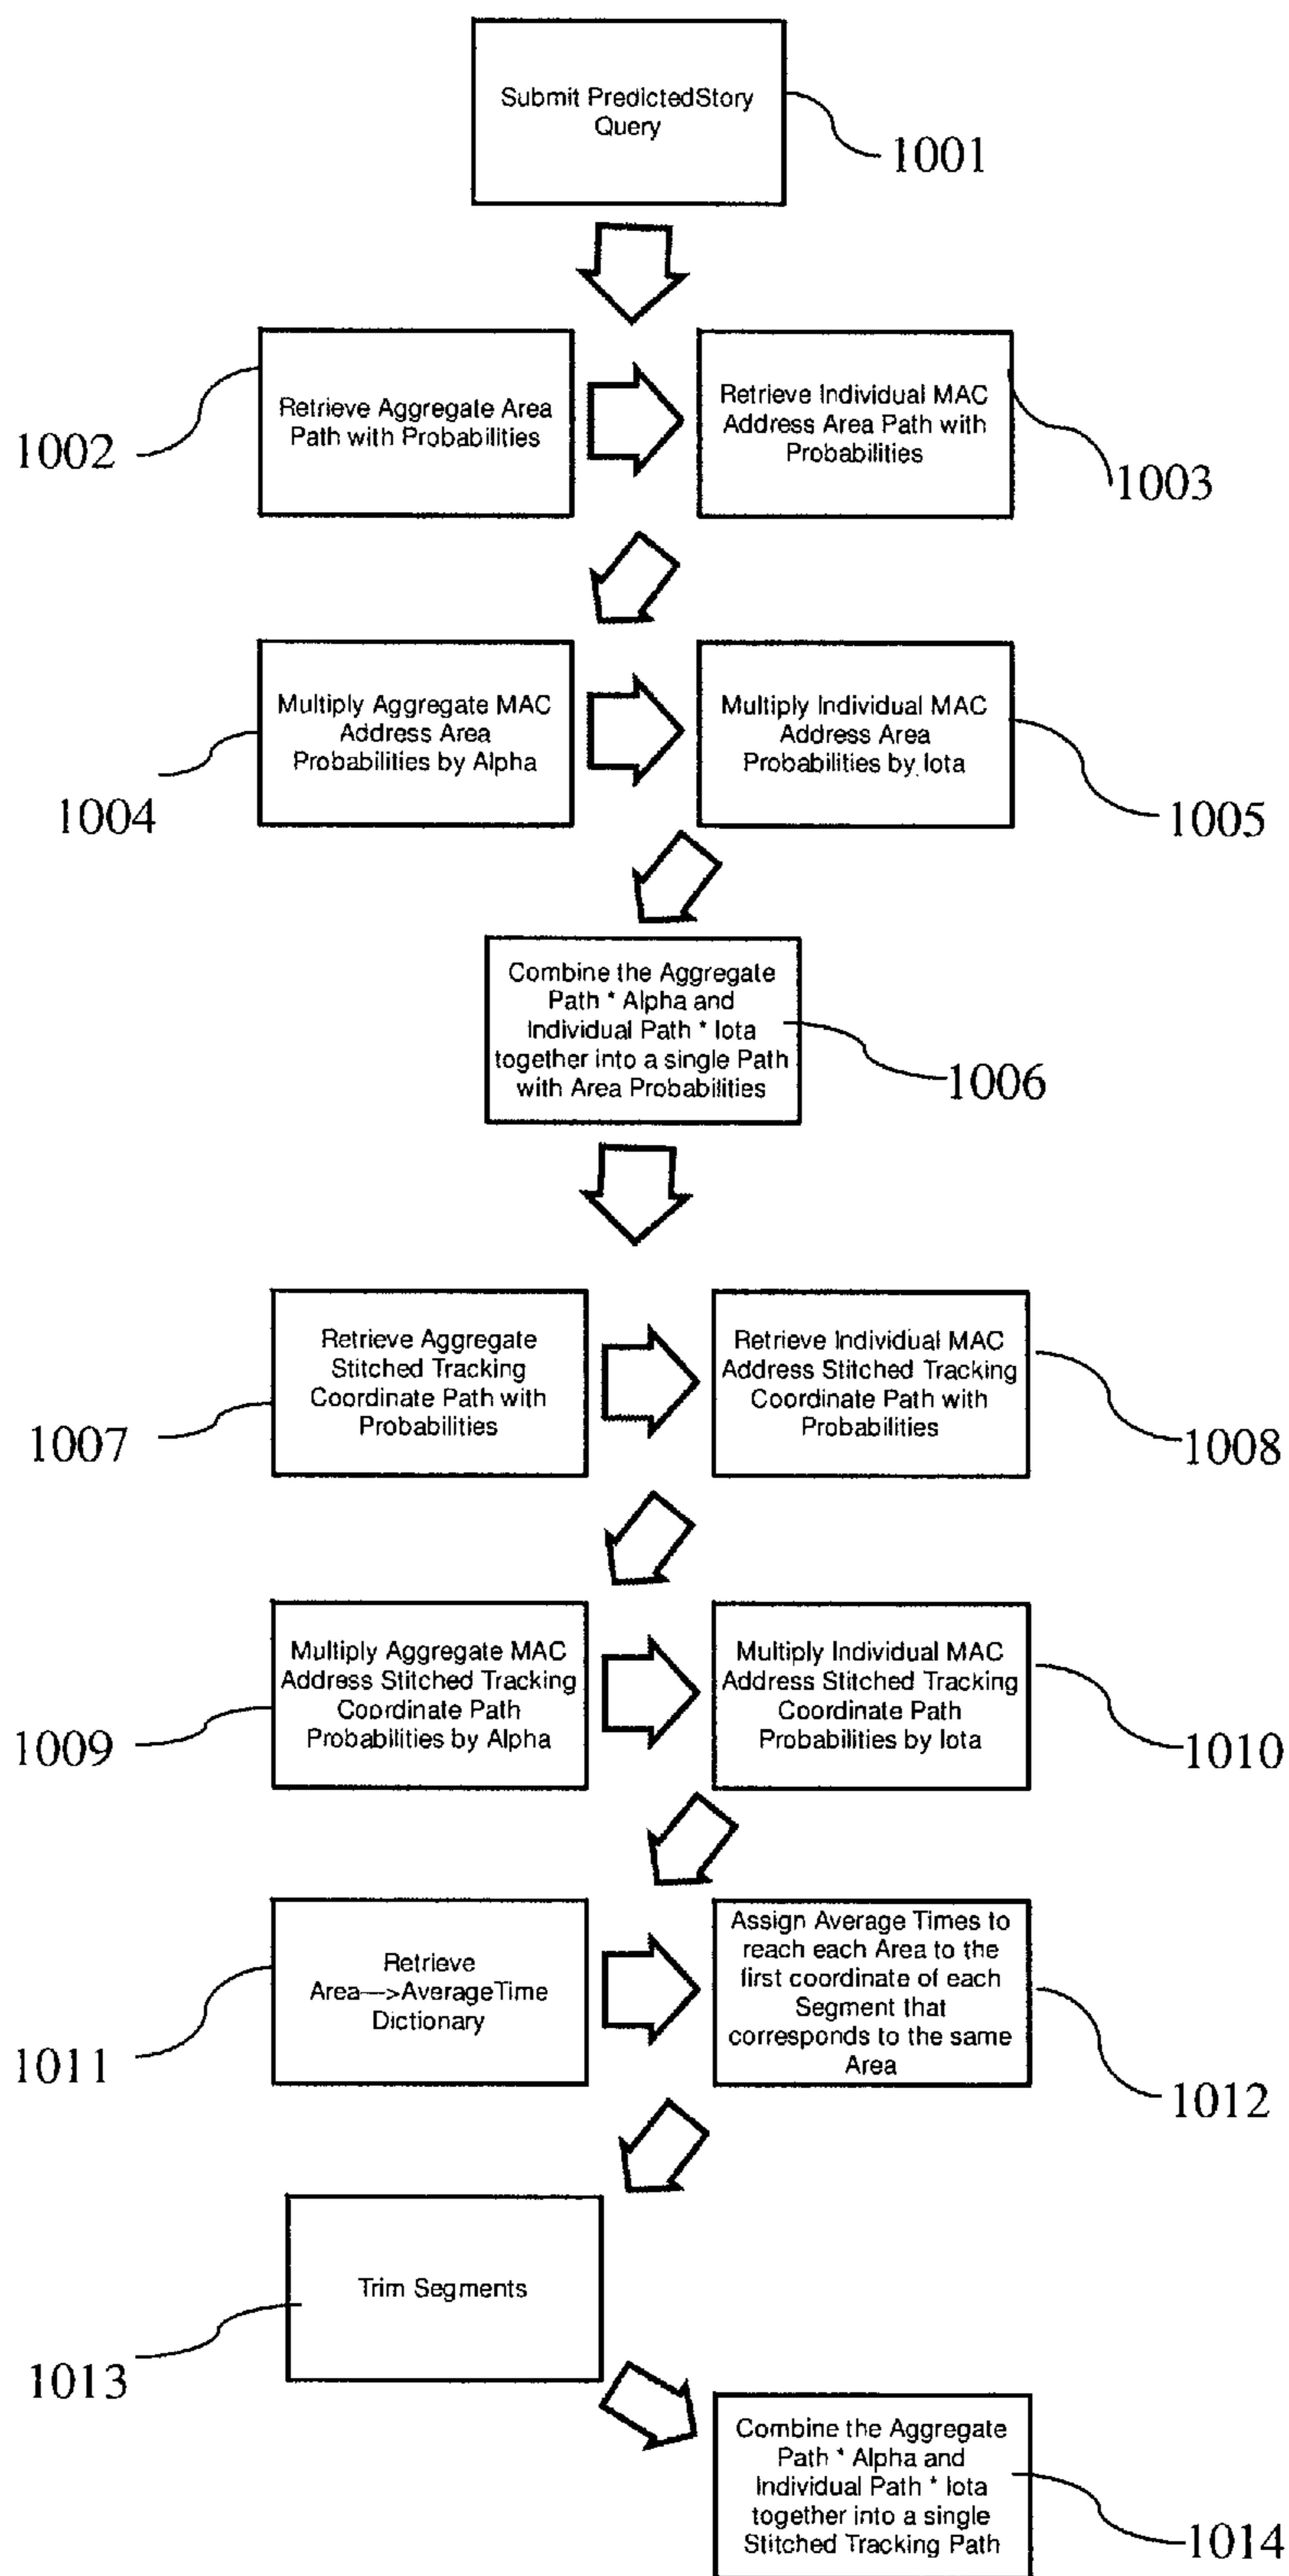 Submit PredictedStory
Query
1001
Retrieve Aggregate Area
Path with Probabilities
1002
Retrieve Individual MAC
Address Area Path with
Probabilities
1003
Multiply Aggregate MAC
Address Area
Probabilities by Alpha
1004
Multiply Individual MAC
Address Area
Probabilities by Iota
1005
Combine the Aggregate
Path * Alpha and
Individual Path * Iota
together into a single Path
with Area Probabilities
1006
Retrieve Aggregate
Stitched Tracking
Coordinate Path with
Probabilities
1007
Retrieve Individual MAC
Address Stitched Tracking
Coordinate Path with
Probabilities
1008
Multiply Aggregate MAC
Address Stitched Tracking
Coordinate Path
Probabilities by Alpha
1009
Multiply Individual MAC
Address Stitched Tracking
Coordinate Path
Probabilities by Iota
1010
Retrieve
Area—>AverageTime
Dictionary
1011
Assign Average Times to
reach each Area to the
first coordinate of each
Segment that
corresponds to the same
Area
1012
Trim Segments
1013
Combine the Aggregate
Path * Alpha and
Individual Path * Iota
together into a single
Stitched Tracking Path
1014